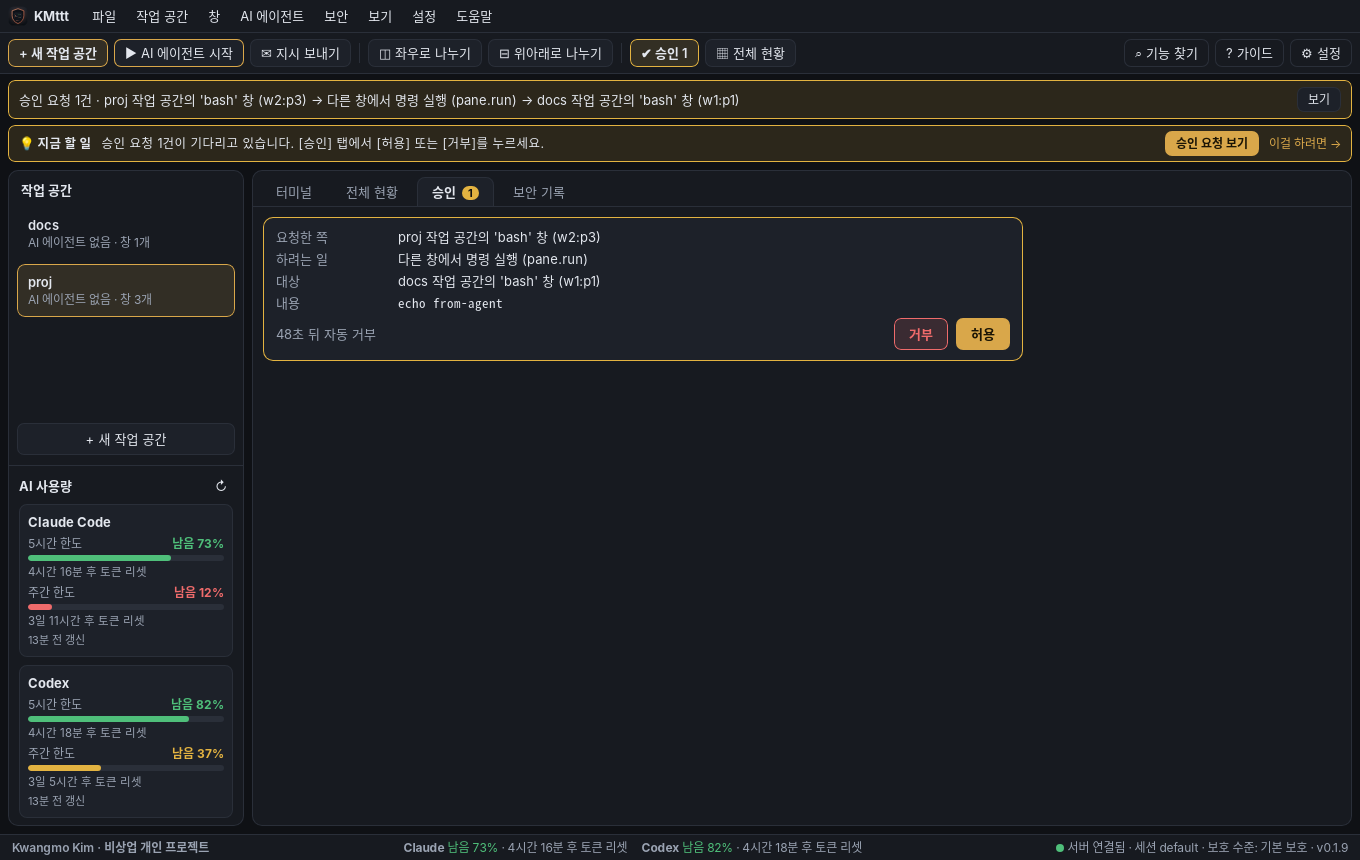 KMttt 파일 작업 공간 창 AI 에이전트 보안 보기 설정 도움말
+ 새 작업 공간 ▶ AI 에이전트 시작 ✉ 지시 보내기 ◫ 좌우로 나누기 ⊟ 위아래로 나누기 ✔ 승인 1 ▦ 전체 현황 ⌕ 기능 찾기 ? 가이드 ⚙ 설정
승인 요청 1건 · proj 작업 공간의 'bash' 창 (w2:p3) → 다른 창에서 명령 실행 (pane.run) → docs 작업 공간의 'bash' 창 (w1:p1) 보기
💡 지금 할 일 승인 요청 1건이 기다리고 있습니다. [승인] 탭에서 [허용] 또는 [거부]를 누르세요. 승인 요청 보기 이걸 하려면 →
작업 공간
docs
AI 에이전트 없음 · 창 1개
proj
AI 에이전트 없음 · 창 3개
+ 새 작업 공간
AI 사용량 ↻
Claude Code
5시간 한도 남음 73%
4시간 16분 후 토큰 리셋
주간 한도 남음 12%
3일 11시간 후 토큰 리셋
13분 전 갱신
Codex
5시간 한도 남음 82%
4시간 18분 후 토큰 리셋
주간 한도 남음 37%
3일 5시간 후 토큰 리셋
13분 전 갱신
터미널 전체 현황 승인 1 보안 기록
요청한 쪽 proj 작업 공간의 'bash' 창 (w2:p3)
하려는 일 다른 창에서 명령 실행 (pane.run)
대상 docs 작업 공간의 'bash' 창 (w1:p1)
내용 echo from-agent
48초 뒤 자동 거부 거부 허용
Kwangmo Kim · 비상업 개인 프로젝트 Claude 남음 73% · 4시간 16분 후 토큰 리셋 Codex 남음 82% · 4시간 18분 후 토큰 리셋 서버 연결됨 · 세션 default · 보호 수준: 기본 보호 · v0.1.9